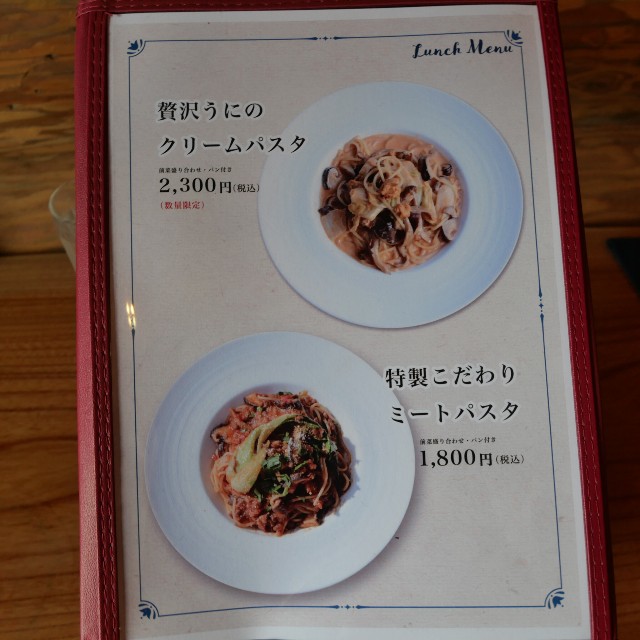 Lunch Menu
贅沢うにの
クリームパスタ
前菜盛り合わせ・パン付き
2,300円(税込)
(数量限定)
特製こだわり
ミートパスタ
前菜盛り合わせ・パン付き
1,800円(税込)